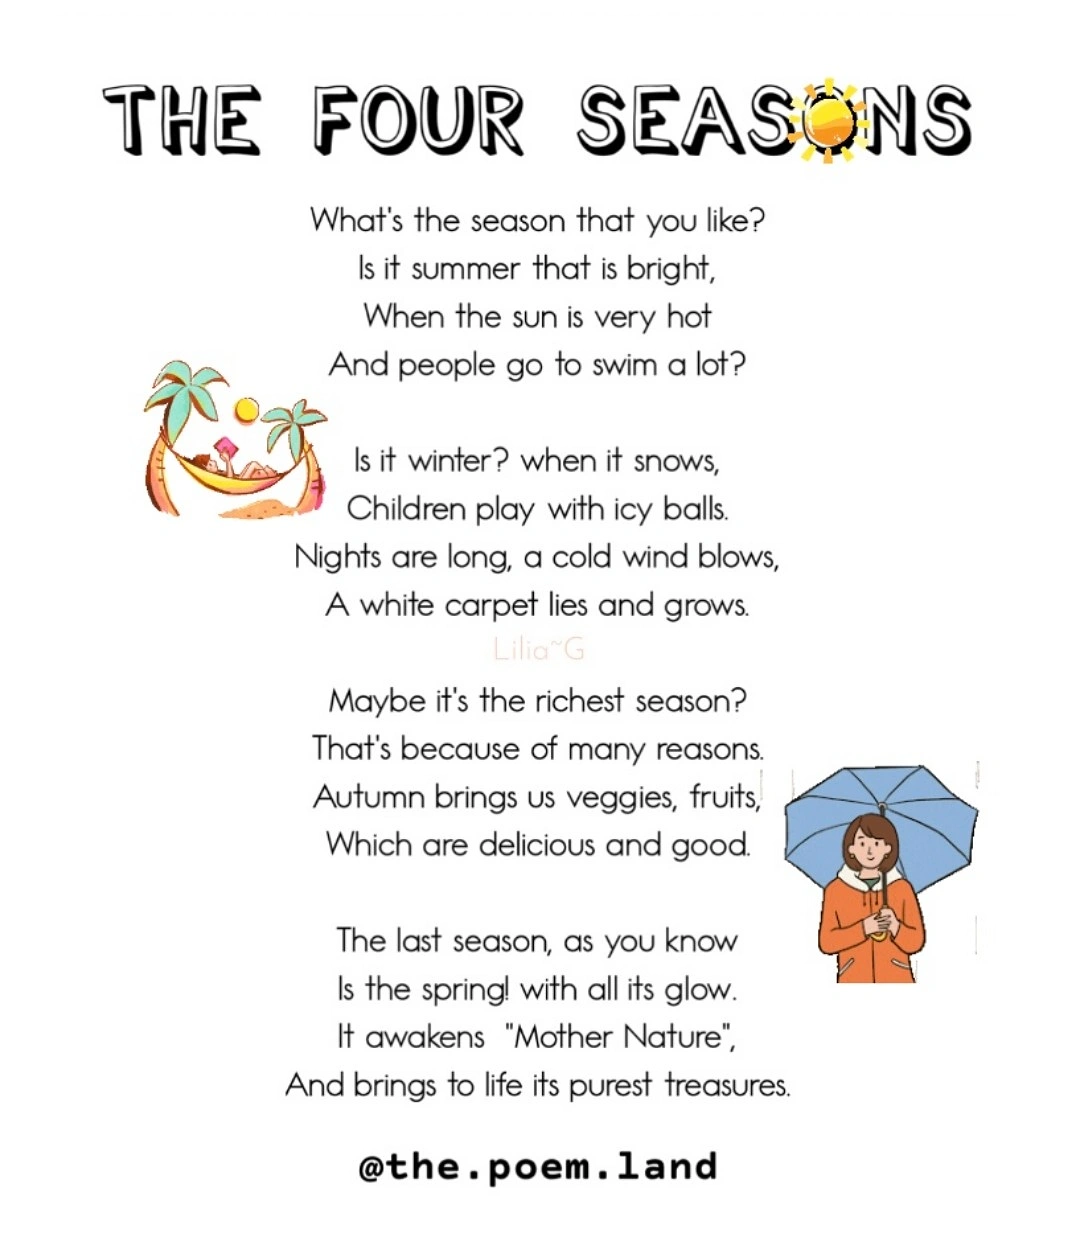 THE FOUR SEASONS
What's the season that you like?
Is it summer that is bright,
When the sun is very hot
And people go to swim a lot?
Is it winter? when it snows,
Children play with icy balls.
Nights are long, a cold wind blows,
A white carpet lies and grows.
Lilia~G
Maybe it's the richest season?
That's because of many reasons.
Autumn brings us veggies, fruits,
Which are delicious and good.
The last season, as you know
Is the spring! with all its glow.
It awakens "Mother Nature",
And brings to life its purest treasures.
@the.poem.land